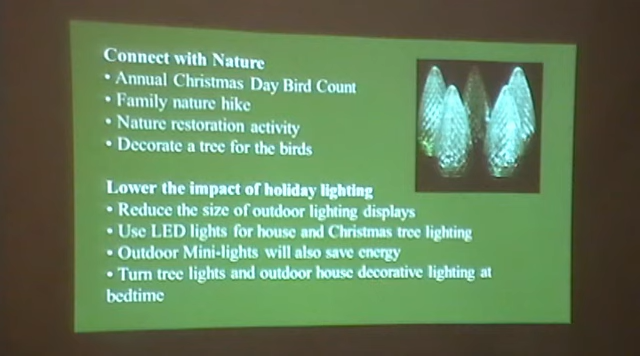 Connect with Nature
• Annual Christmas Day Bird Count
• Family nature hike
• Nature restoration activity
• Decorate a tree for the birds
Lower the impact of holiday lighting
• Reduce the size of outdoor lighting displays
• Use LED lights for house and Christmas tree lighting
• Outdoor Mini-lights will also save energy
• Turn tree lights and outdoor house decorative lighting at
bedtime